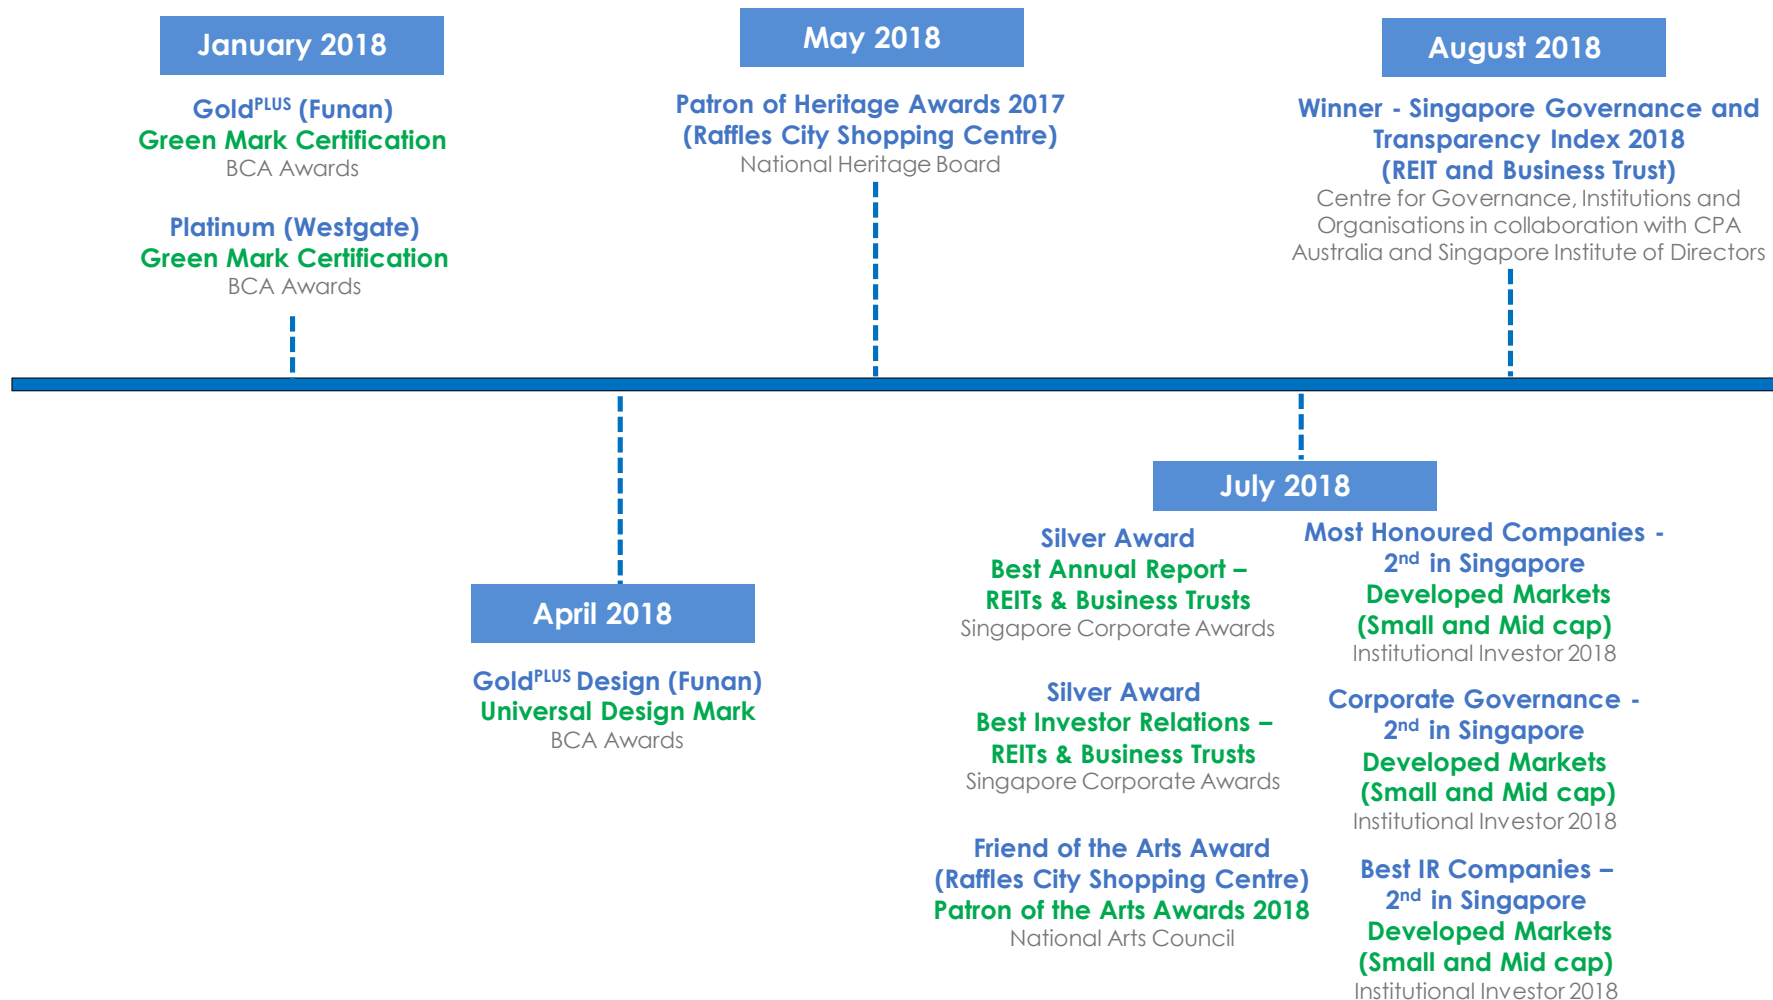 January 2018
Gold^PLUS (Funan)
Green Mark Certification
BCA Awards
Platinum (Westgate)
Green Mark Certification
BCA Awards
May 2018
Patron of Heritage Awards 2017
(Raffles City Shopping Centre)
National Heritage Board
August 2018
Winner - Singapore Governance and
Transparency Index 2018
(REIT and Business Trust)
Centre for Governance, Institutions and
Organisations in collaboration with CPA
Australia and Singapore Institute of Directors
April 2018
Gold^PLUS Design (Funan)
Universal Design Mark
BCA Awards
July 2018
Silver Award
Best Annual Report –
REITs & Business Trusts
Singapore Corporate Awards
Silver Award
Best Investor Relations –
REITs & Business Trusts
Singapore Corporate Awards
Friend of the Arts Award
(Raffles City Shopping Centre)
Patron of the Arts Awards 2018
National Arts Council
Most Honoured Companies -
2nd in Singapore
Developed Markets
(Small and Mid cap)
Institutional Investor 2018
Corporate Governance -
2nd in Singapore
Developed Markets
(Small and Mid cap)
Institutional Investor 2018
Best IR Companies –
2nd in Singapore
Developed Markets
(Small and Mid cap)
Institutional Investor 2018